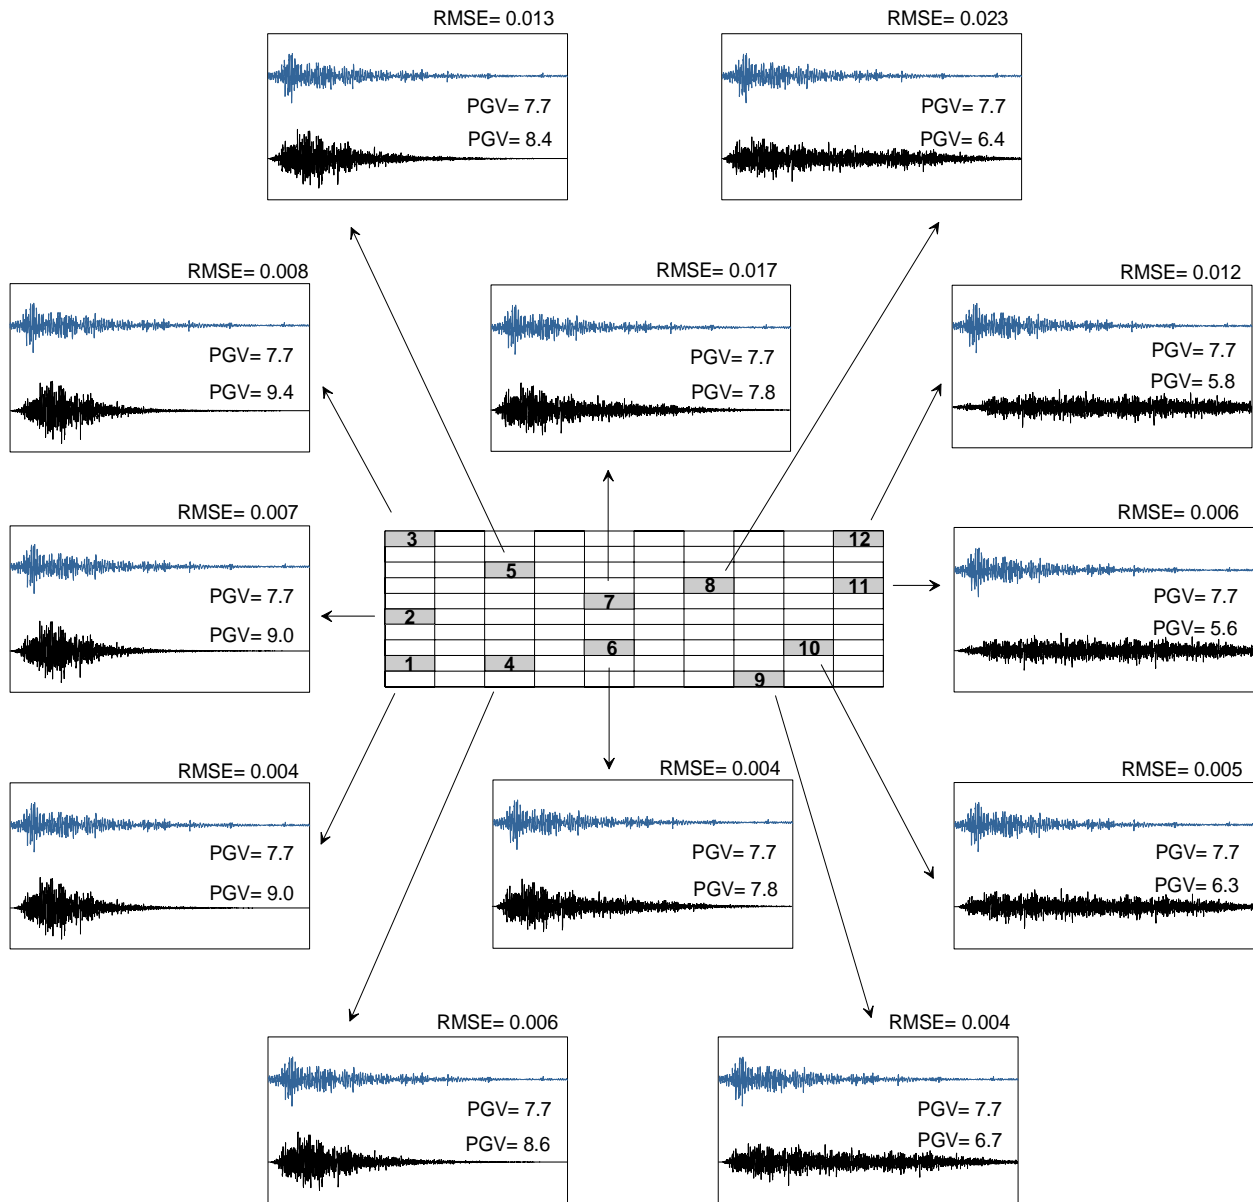 RMSE= 0.013
PGV= 7.7
PGV= 8.4
RMSE= 0.023
PGV= 7.7
PGV= 6.4
RMSE= 0.008
PGV= 7.7
PGV= 9.4
RMSE= 0.017
PGV= 7.7
PGV= 7.8
RMSE= 0.012
PGV= 7.7
PGV= 5.8
RMSE= 0.007
PGV= 7.7
PGV= 9.0
3
12
5
8
11
7
2
6
10
1
4
9
RMSE= 0.006
PGV= 7.7
PGV= 5.6
RMSE= 0.004
PGV= 7.7
PGV= 9.0
RMSE= 0.004
PGV= 7.7
PGV= 7.8
RMSE= 0.005
PGV= 7.7
PGV= 6.3
RMSE= 0.006
PGV= 7.7
PGV= 8.6
RMSE= 0.004
PGV= 7.7
PGV= 6.7